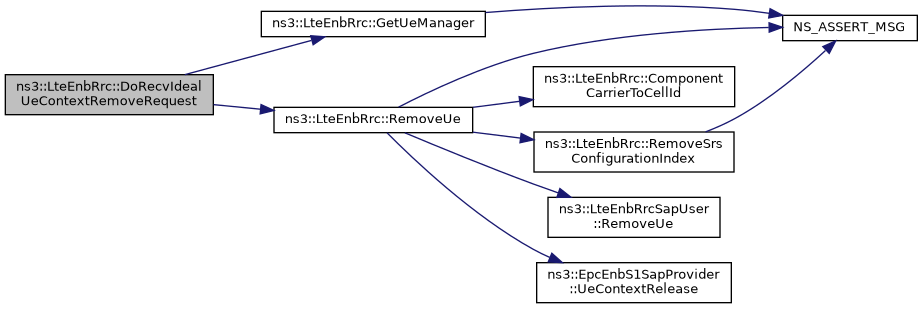 ns3::LteEnbRrc::DoRecvIdeal
UeContextRemoveRequest
ns3::LteEnbRrc::GetUeManager
NS_ASSERT_MSG
ns3::LteEnbRrc::RemoveUe
ns3::LteEnbRrc::Component
CarrierToCellId
ns3::LteEnbRrc::RemoveSrs
ConfigurationIndex
ns3::LteEnbRrcSapUser
::RemoveUe
ns3::EpcEnbS1SapProvider
::UeContextRelease